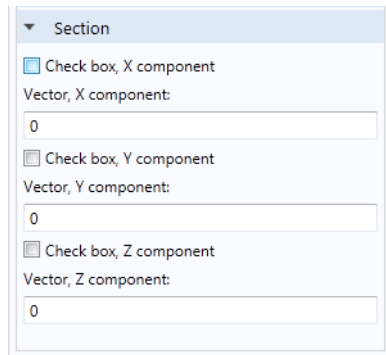 Section
Check box, X component
Vector, X component:
0
Check box, Y component
Vector, Y component:
0
Check box, Z component
Vector, Z component:
0